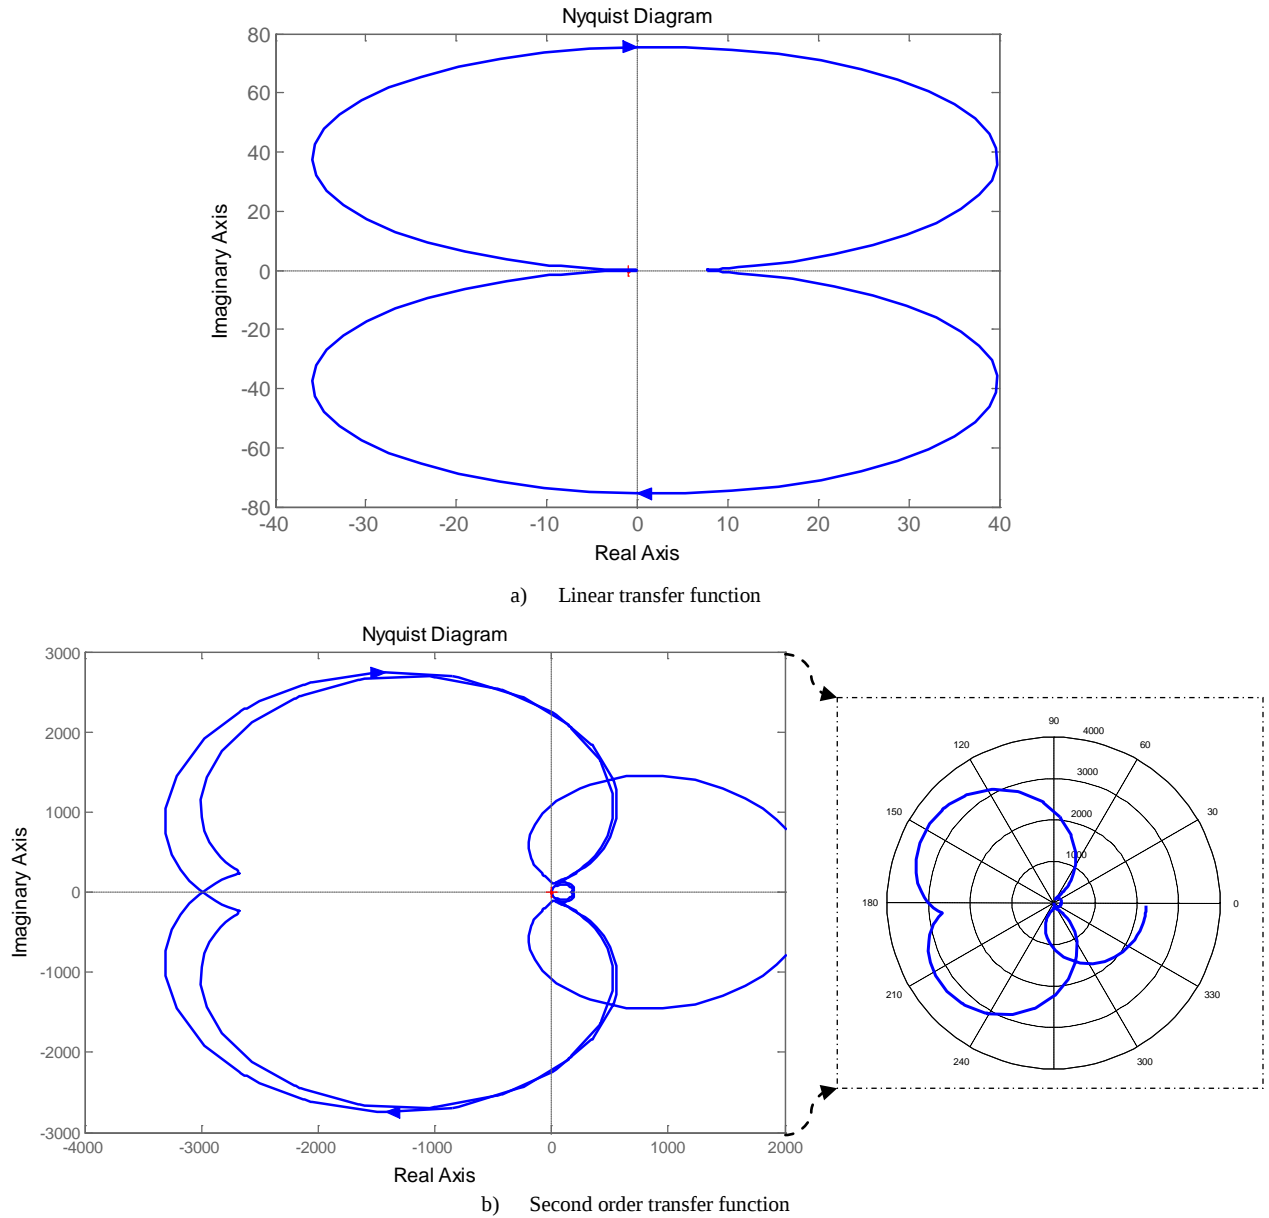 Nyquist Diagram
80
60
40
20
0
-20
-40
-60
-80
Imaginary Axis
-40 -30 -20 -10 0 10 20 30 40
Real Axis
a) Linear transfer function
Nyquist Diagram
3000
2000
1000
0
-1000
-2000
-3000
Imaginary Axis
-4000 -3000 -2000 -1000 0 1000 2000
Real Axis
90
120 4000 60
3000
150 2000 30
1000
180 0
210 330
240 300
b) Second order transfer function